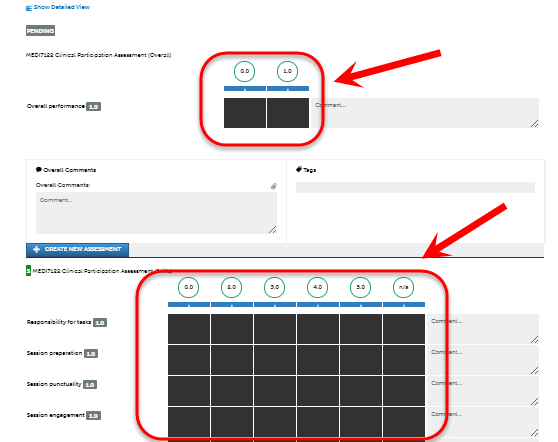 Show Detailed View
PENDING
MEDI7122 Clinical Participation Assessment (Overall)
0.0 1.0
Overall performance 1.0 Comment...
Overall Comments Tags
Overall Comments:
Comment...
CREATE NEW ASSESSMENT
MEDI7122 Clinical Participation Assessment
0.0 2.0 3.0 4.0 5.0 n/a
Responsibility for tasks 1.0 Comment...
Session preparation 1.0 Comment...
Session punctuality 1.0 Comment...
Session engagement 1.0 Comment...